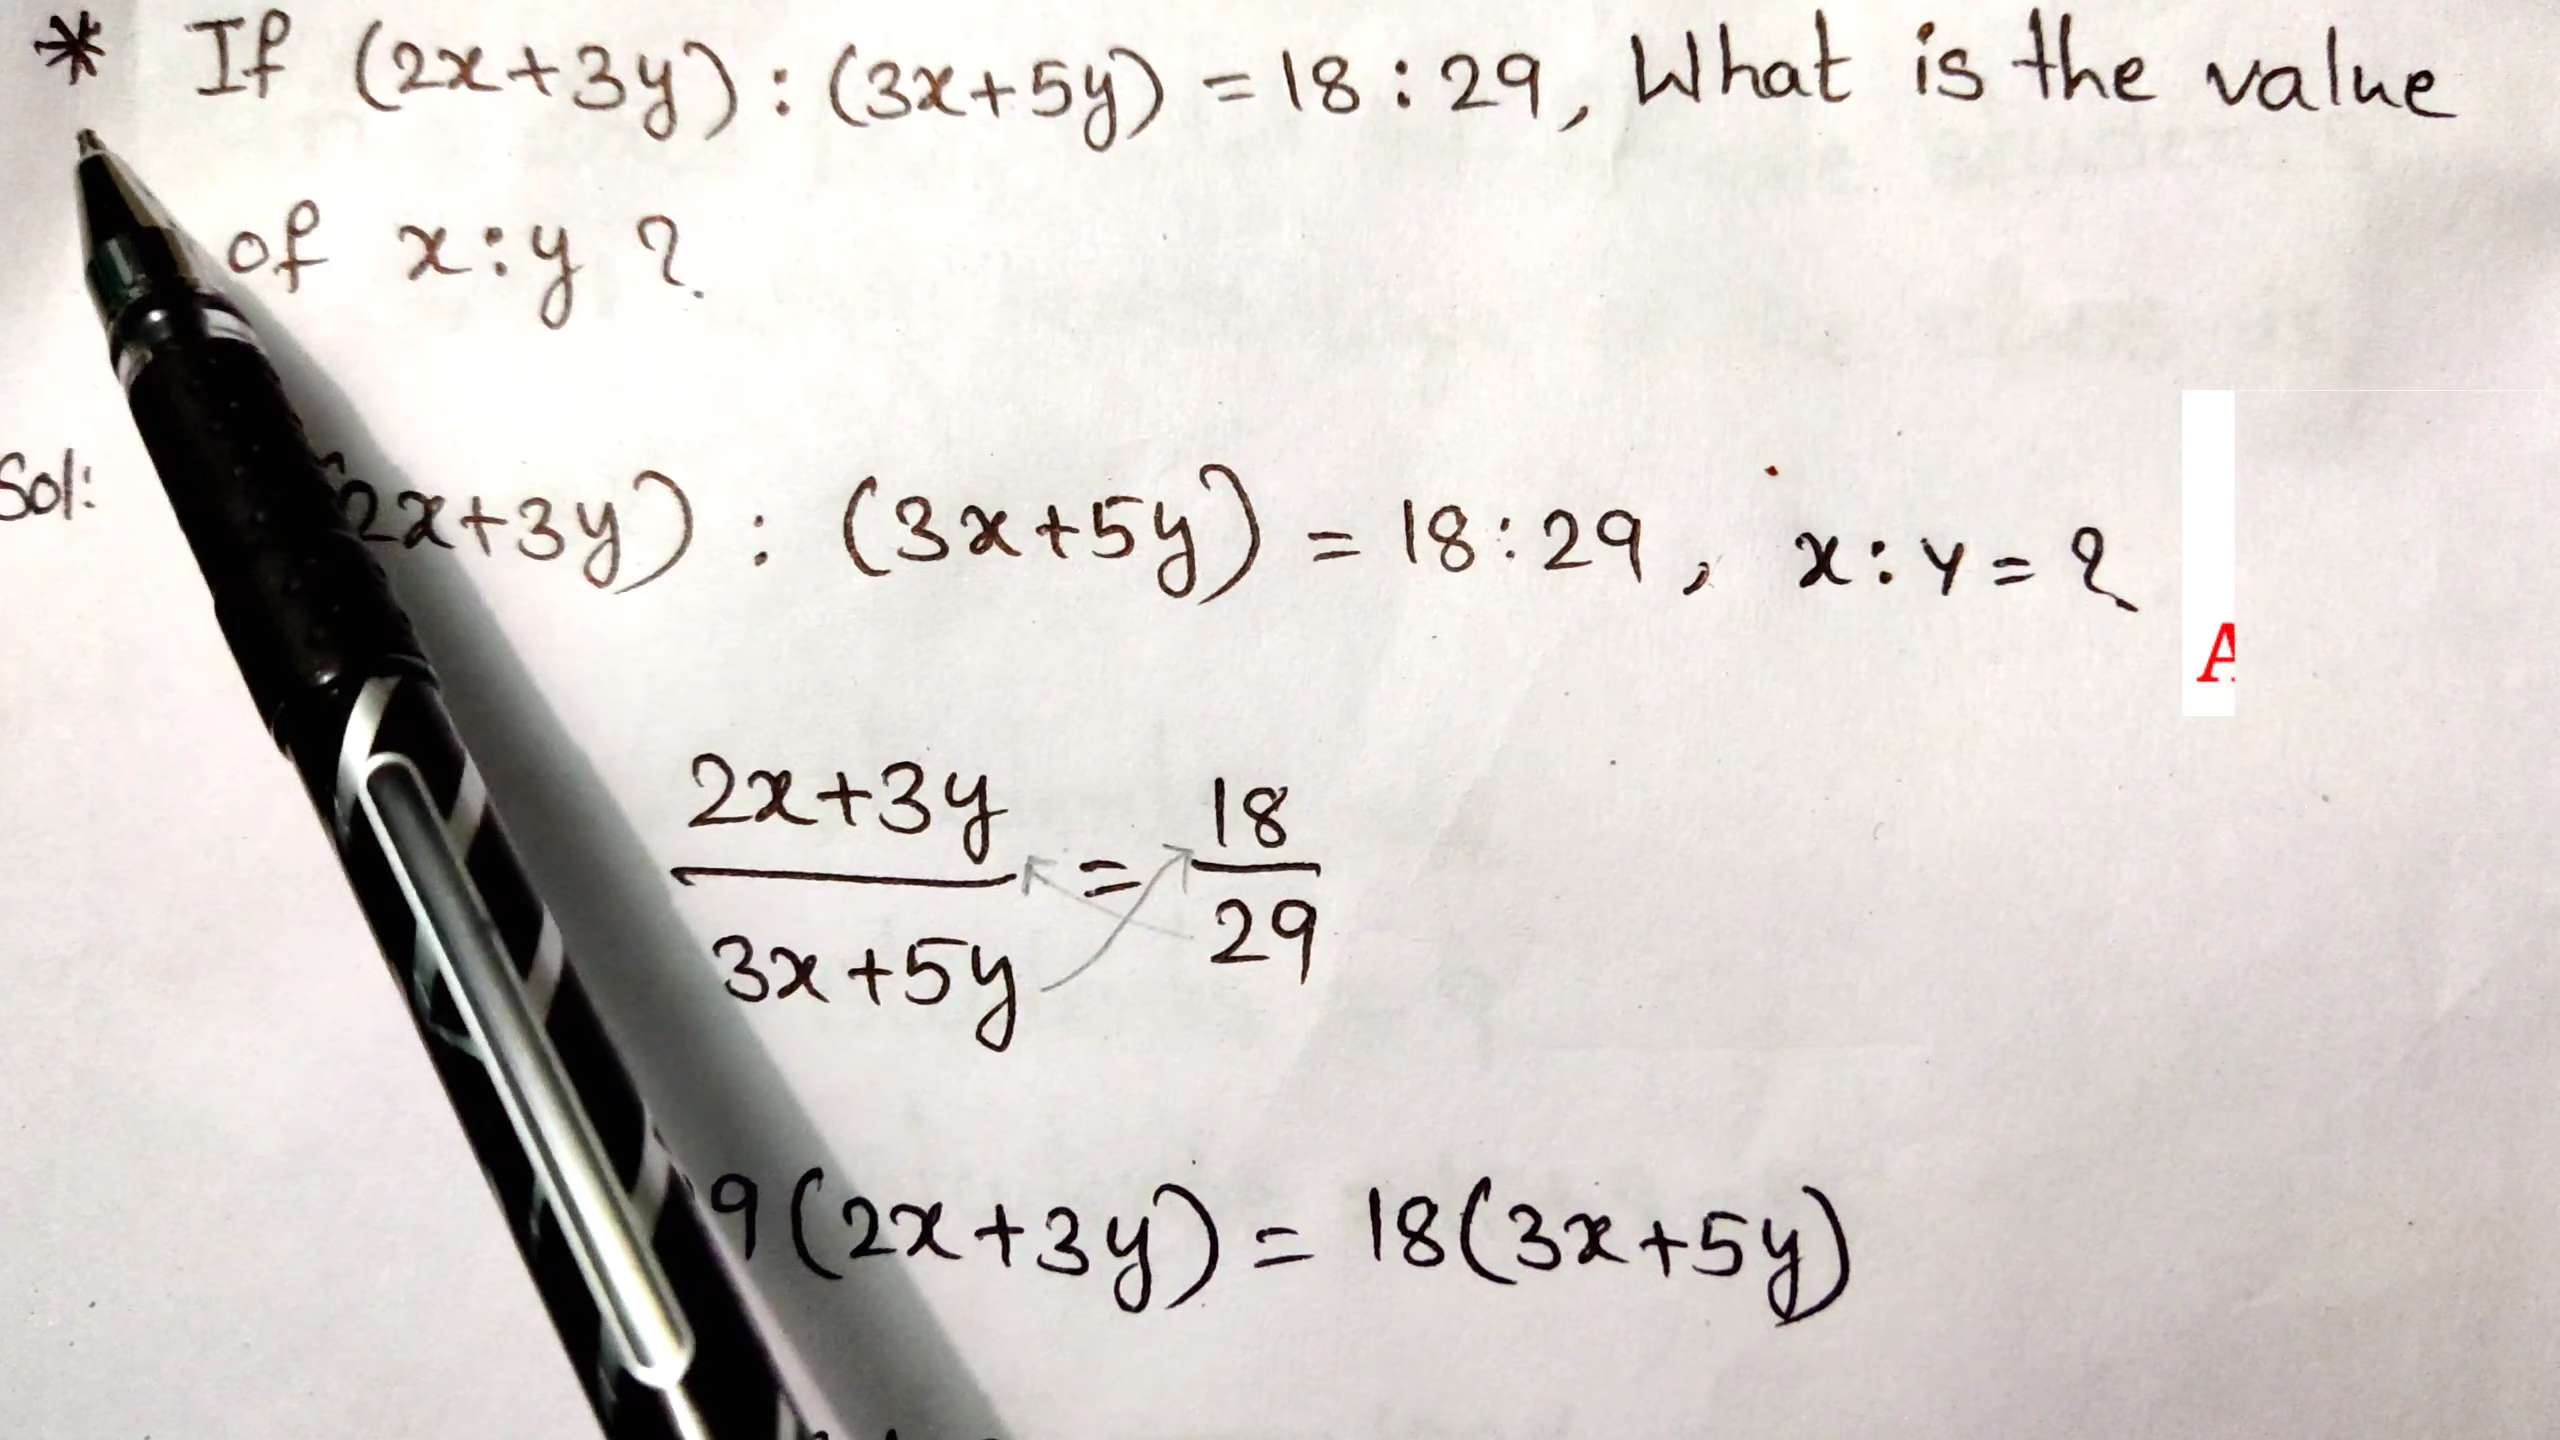 * If (2x+3y) : (3x+5y) = 18 : 29, What is the value
of x:y ?
Sol: 2x+3y) : (3x+5y) = 18:29, x:y = ?
A
2x+3y / 3x+5y = 18 / 29
9(2x+3y) = 18(3x+5y)